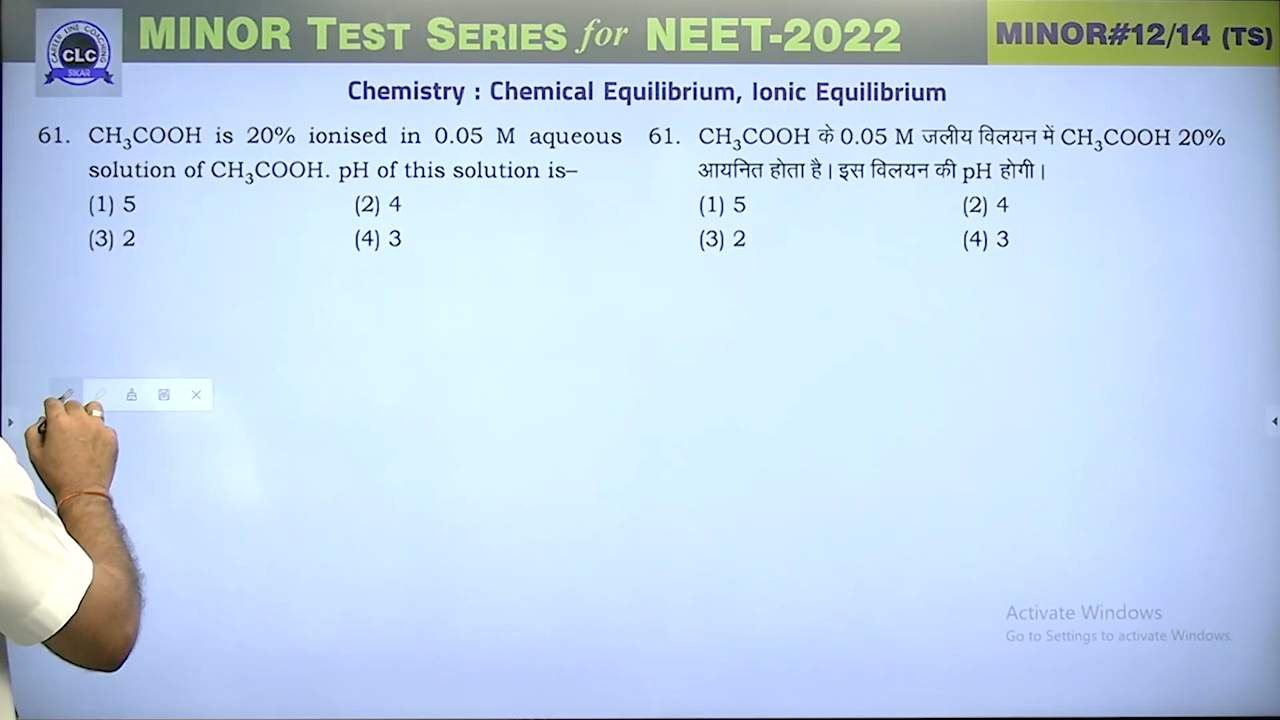 CAREER LINE COACHING
CLC
SIKAR
MINOR TEST SERIES for NEET-2022
MINOR#12/14 (TS)
Chemistry : Chemical Equilibrium, Ionic Equilibrium
61. CH₃COOH is 20% ionised in 0.05 M aqueous
solution of CH₃COOH. pH of this solution is–
(1) 5 (2) 4
(3) 2 (4) 3
61. CH₃COOH के 0.05 M जलीय विलयन में CH₃COOH 20%
आयनित होता है। इस विलयन की pH होगी।
(1) 5 (2) 4
(3) 2 (4) 3
Activate Windows
Go to Settings to activate Windows.